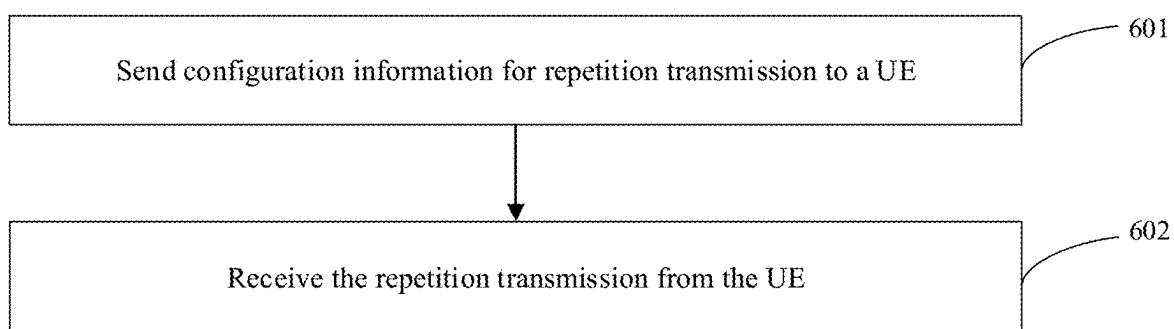 601
Send configuration information for repetition transmission to a UE
602
Receive the repetition transmission from the UE